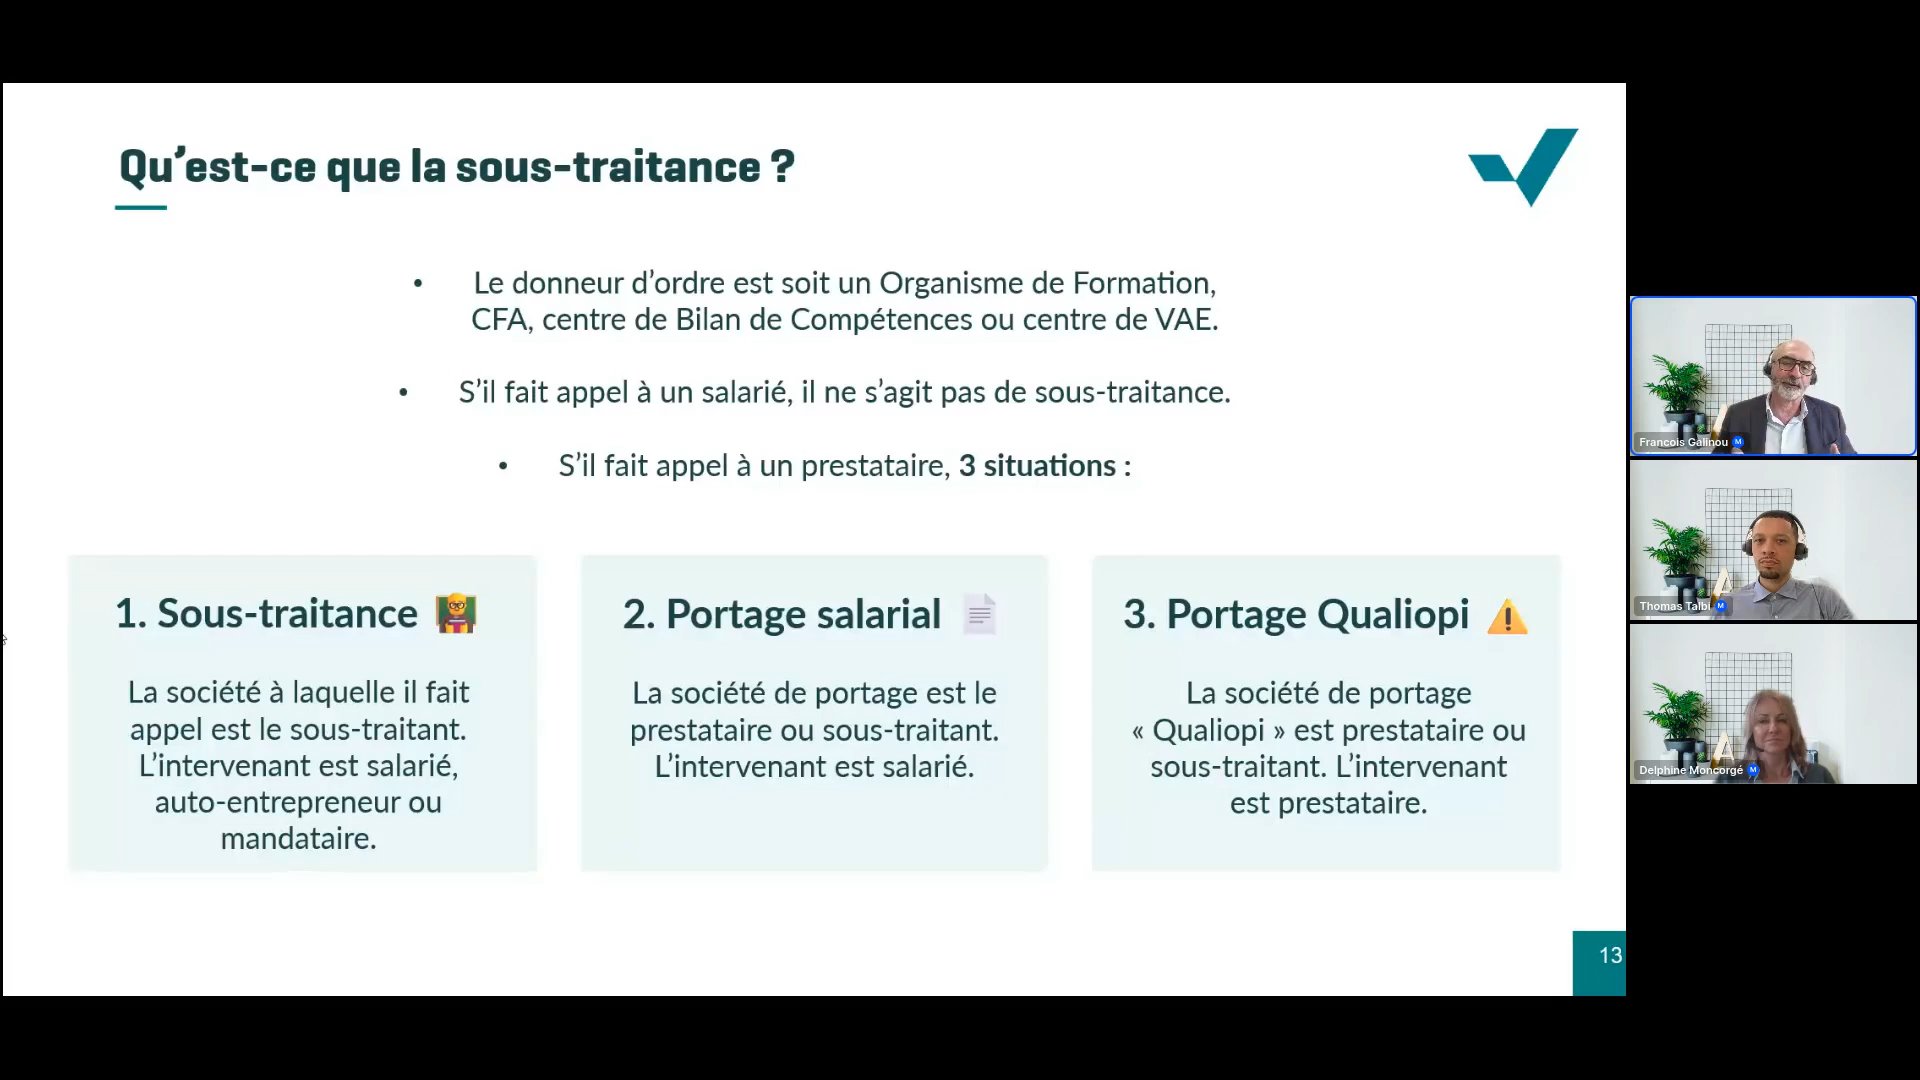 Qu’est-ce que la sous-traitance ?
• Le donneur d’ordre est soit un Organisme de Formation,
CFA, centre de Bilan de Compétences ou centre de VAE.
• S’il fait appel à un salarié, il ne s’agit pas de sous-traitance.
• S’il fait appel à un prestataire, 3 situations :
1. Sous-traitance
La société à laquelle il fait
appel est le sous-traitant.
L’intervenant est salarié,
auto-entrepreneur ou
mandataire.
2. Portage salarial
La société de portage est le
prestataire ou sous-traitant.
L’intervenant est salarié.
3. Portage Qualiopi
La société de portage
« Qualiopi » est prestataire ou
sous-traitant. L’intervenant
est prestataire.
13
Francois Galinou M
Thomas Talbi M
Delphine Moncorgé M